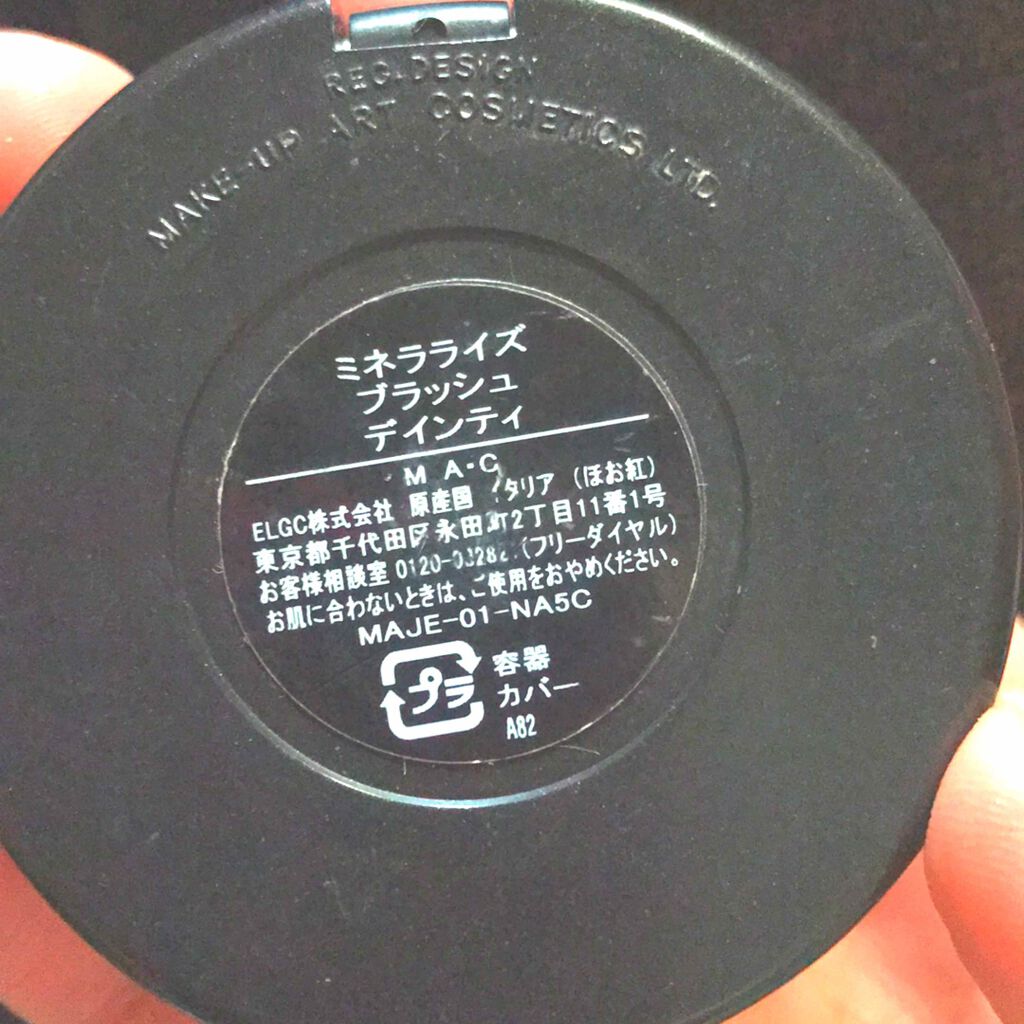 REG.DESIGN
MAKE-UP ART COSMETICS LTD.
ミネラライズ
ブラッシュ
デインティ
M A・C
ELGC株式会社 原産国 タリア (ほお紅)
東京都千代田区永田町2丁目11番1号
お客様相談室 (フリーダイヤル)
お肌に合わないときは、ご使用をおやめください。
MAJE-01-NA5C
プラ 容器
カバー
A82